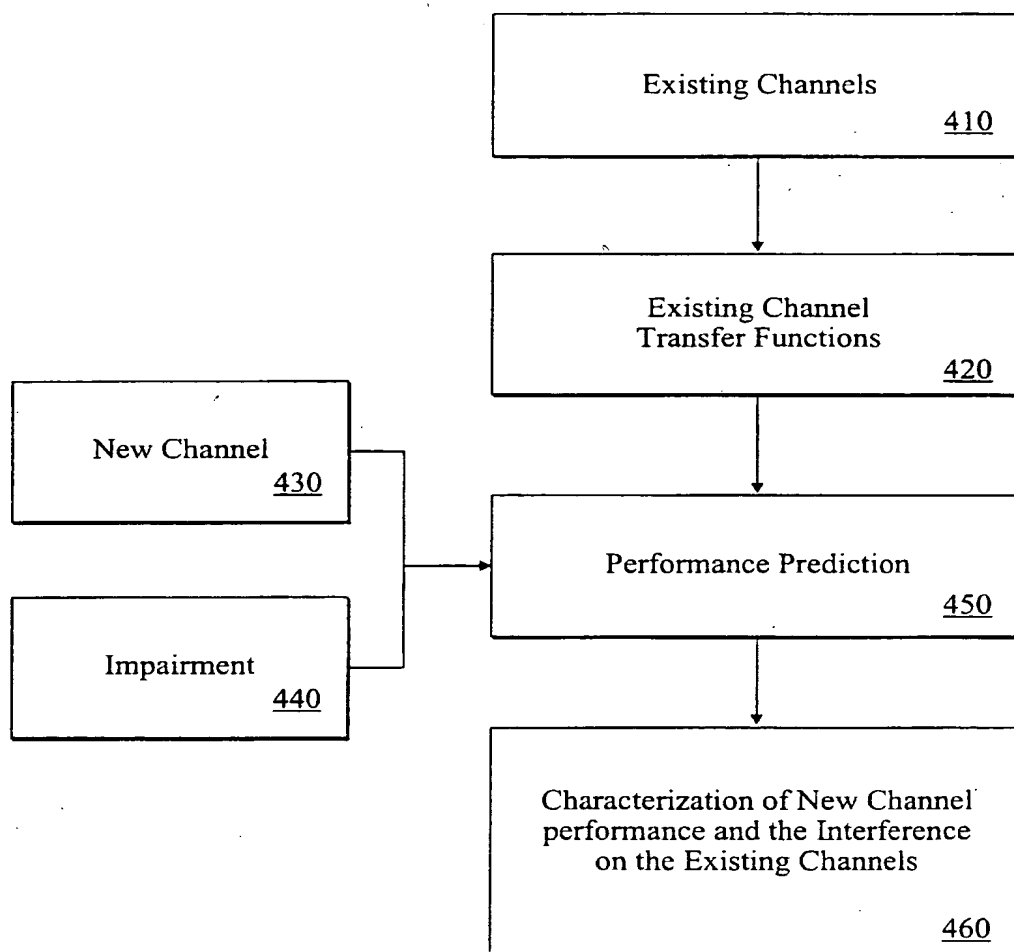 Existing Channels
410
Existing Channel
Transfer Functions
420
New Channel
430
Performance Prediction
450
Impairment
440
Characterization of New Channel
performance and the Interference
on the Existing Channels
460